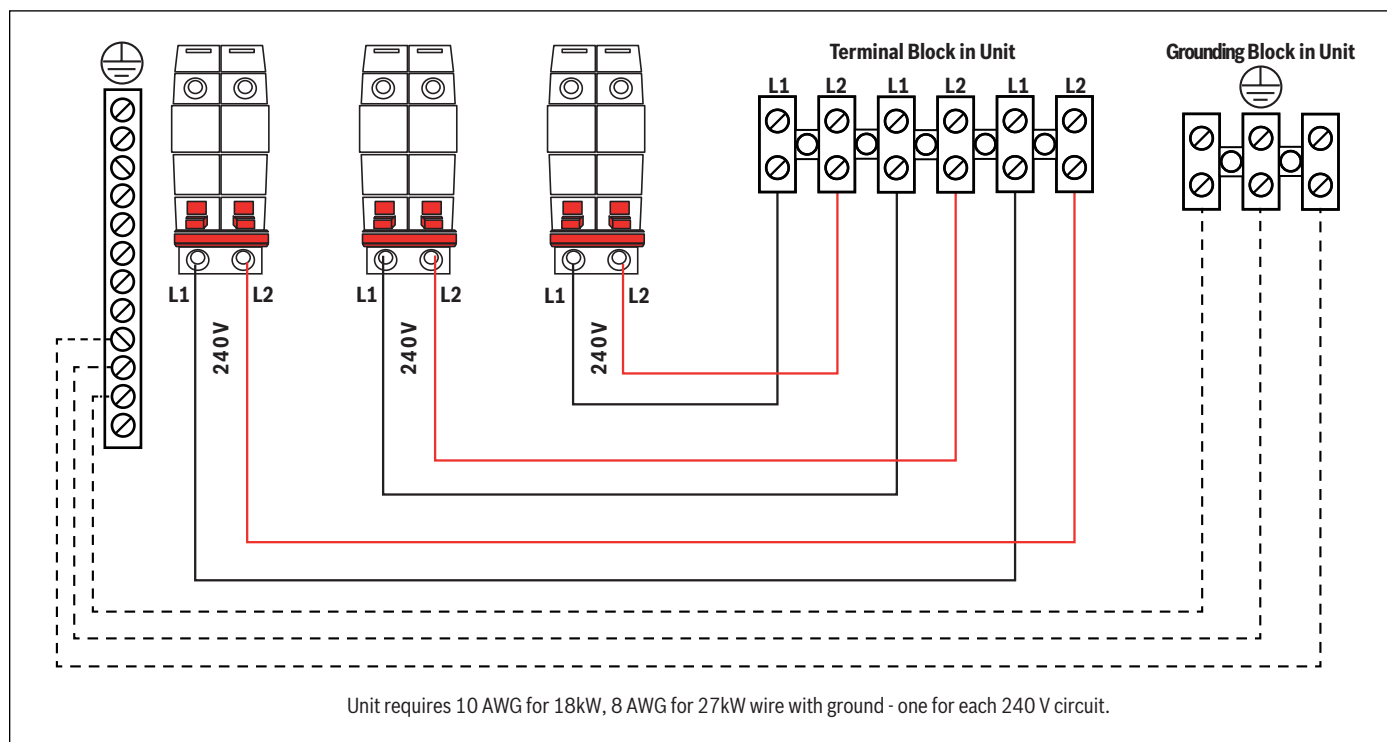 Terminal Block in Unit
Grounding Block in Unit
L1 L2 L1 L2 L1 L2
L1 L2
240V
L1 L2
240V
L1 L2
240V
Unit requires 10 AWG for 18kW, 8 AWG for 27kW wire with ground - one for each 240 V circuit.